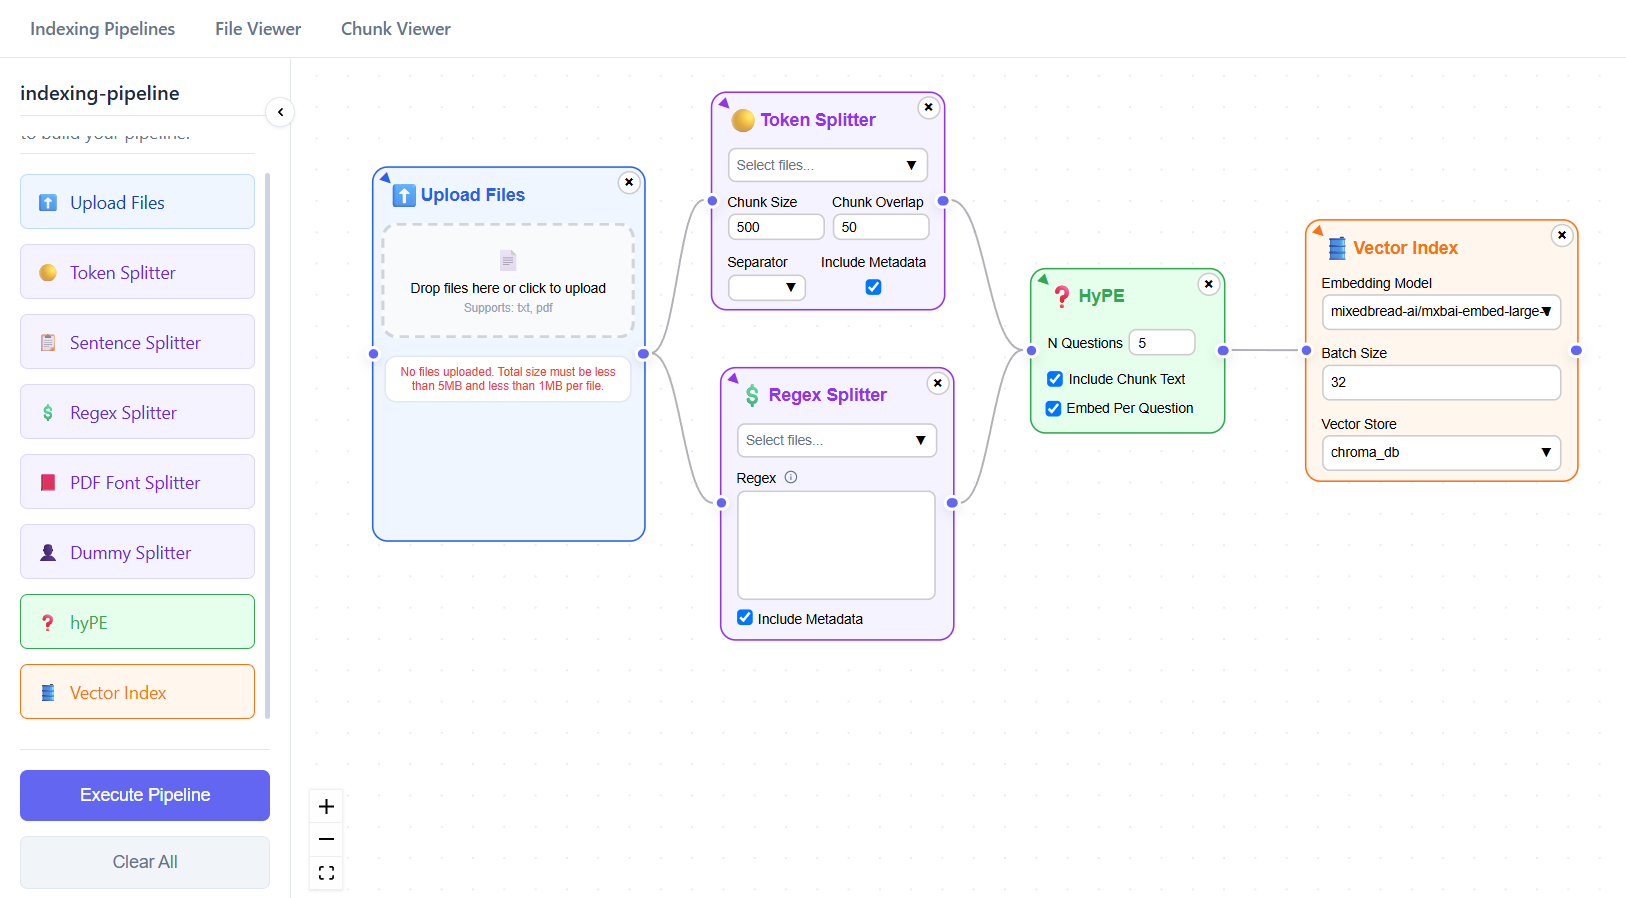 Indexing Pipelines
File Viewer
Chunk Viewer
indexing-pipeline
to build your pipeline.
Upload Files
Token Splitter
Sentence Splitter
Regex Splitter
PDF Font Splitter
Dummy Splitter
hyPE
Vector Index
Execute Pipeline
Clear All
Upload Files
Drop files here or click to upload
Supports: txt, pdf
No files uploaded. Total size must be less
than 5MB and less than 1MB per file.
Token Splitter
Select files...
Chunk Size
Chunk Overlap
500
50
Separator
Include Metadata
Regex Splitter
Select files...
Regex
Include Metadata
HyPE
N Questions
5
Include Chunk Text
Embed Per Question
Vector Index
Embedding Model
mixedbread-ai/mxbai-embed-large-
Batch Size
32
Vector Store
chroma_db